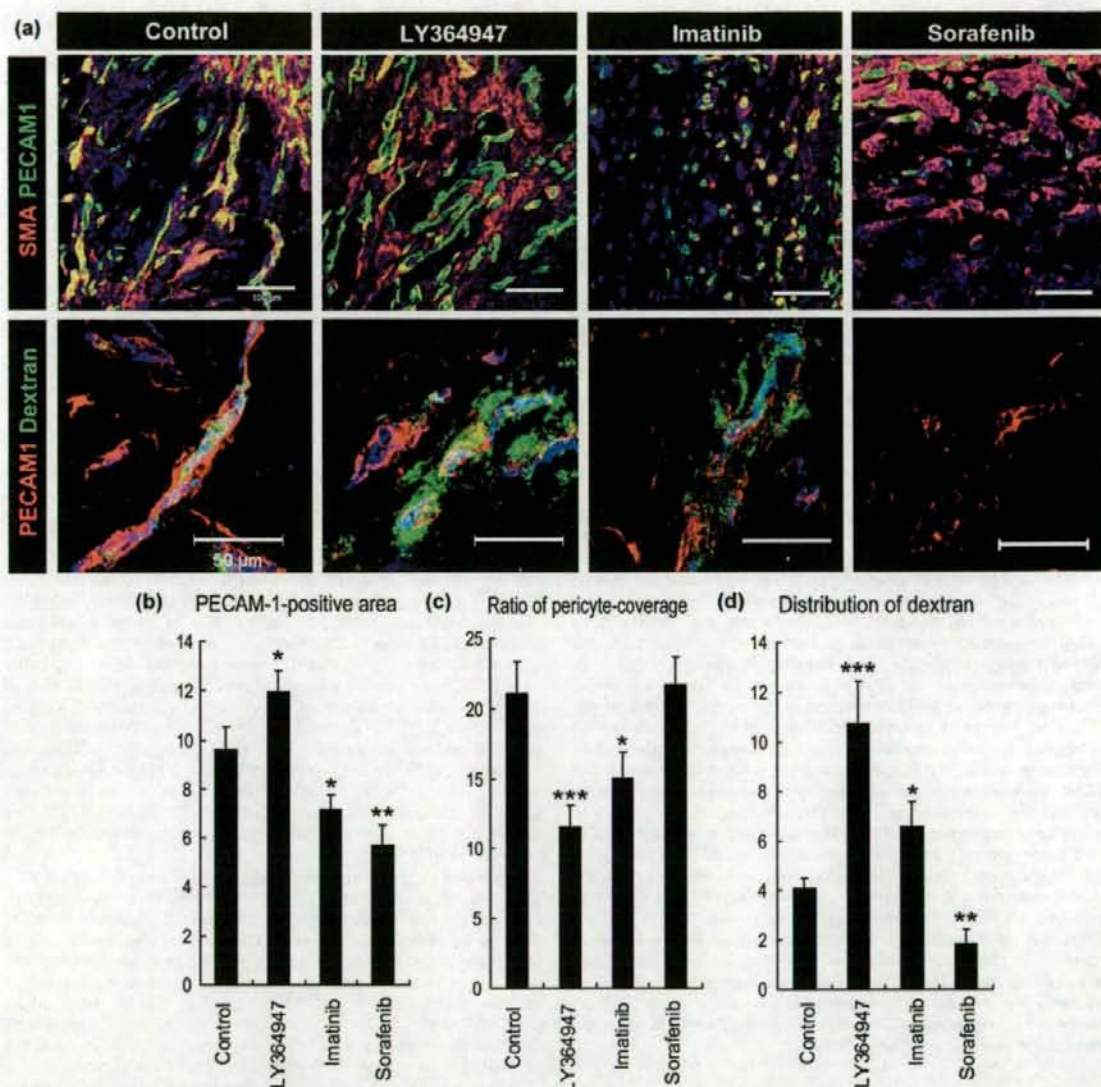 (a)
Control
LY364947
Imatinib
Sorafenib
SMA PECAM1
100 µm
PECAM1 Dextran
50 µm
(b)
PECAM-1-positive area
14
12
10
8
6
4
2
0
*
*
**
Control
LY364947
Imatinib
Sorafenib
(c)
Ratio of pericyte-coverage
25
20
15
10
5
0
***
*
Control
LY364947
Imatinib
Sorafenib
(d)
Distribution of dextran
14
12
10
8
6
4
2
0
***
*
**
Control
LY364947
Imatinib
Sorafenib